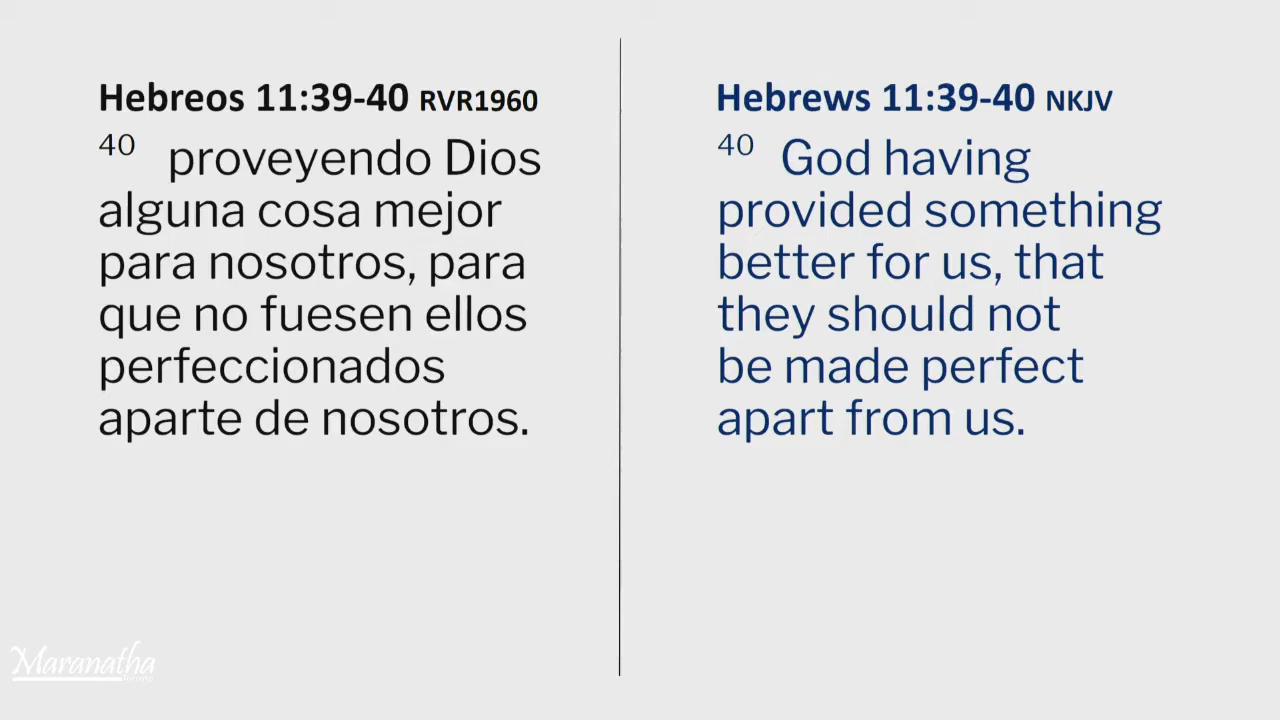 Hebreos 11:39-40 RVR1960
40 proveyendo Dios
alguna cosa mejor
para nosotros, para
que no fuesen ellos
perfeccionados
aparte de nosotros.
Hebrews 11:39-40 NKJV
40 God having
provided something
better for us, that
they should not
be made perfect
apart from us.
Maranatha